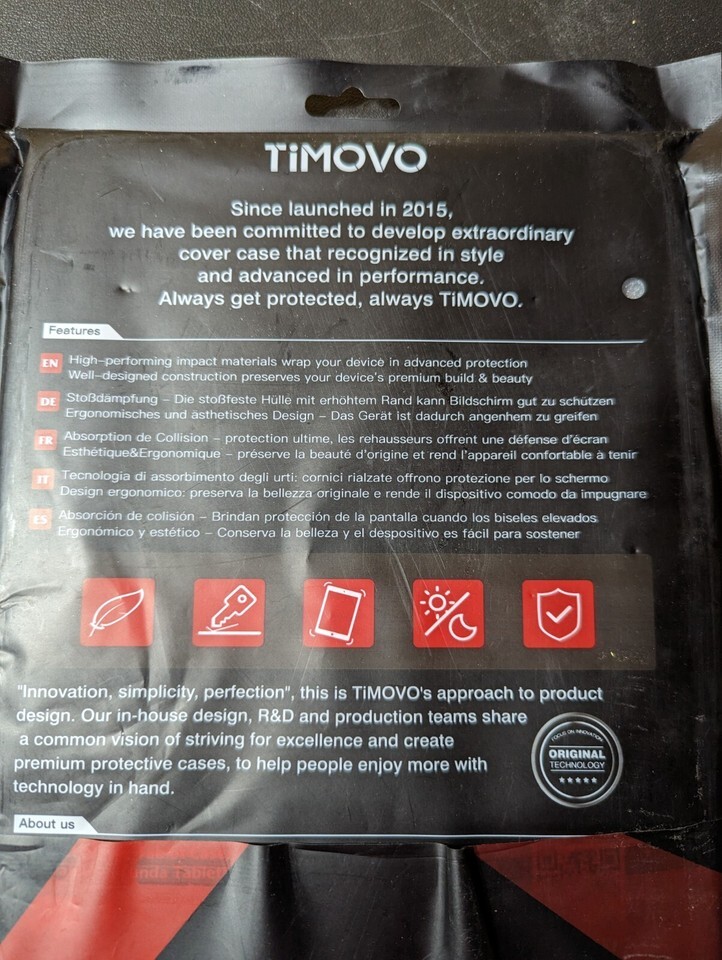 TiMOVO
Since launched in 2015,
we have been committed to develop extraordinary
cover case that recognized in style
and advanced in performance.
Always get protected, always TiMOVO.
Features
EN High-performing impact materials wrap your device in advanced protection
Well-designed construction preserves your device's premium build & beauty
DE Stoßdämpfung – Die stoßfeste Hülle mit erhöhtem Rand kann Bildschirm gut zu schützen
Ergonomisches und ästhetisches Design – Das Gerät ist dadurch angenhem zu greifen
FR Absorption de Collision – protection ultime, les rehausseurs offrent une défense d'écran
Esthétique&Ergonomique – préserve la beauté d'origine et rend l'appareil confortable à tenir
IT Tecnologia di assorbimento degli urti: cornici rialzate offrono protezione per lo schermo
Design ergonomico: preserva la bellezza originale e rende il dispositivo comodo da impugnare
ES Absorción de colisión – Brindan protección de la pantalla cuando los biseles elevados
Ergonómico y estético – Conserva la belleza y el despositivo es fácil para sostener
"Innovation, simplicity, perfection", this is TiMOVO's approach to product
design. Our in-house design, R&D and production teams share
a common vision of striving for excellence and create
premium protective cases, to help people enjoy more with
technology in hand.
FOCUS ON INNOVATION
ORIGINAL
TECHNOLOGY
About us